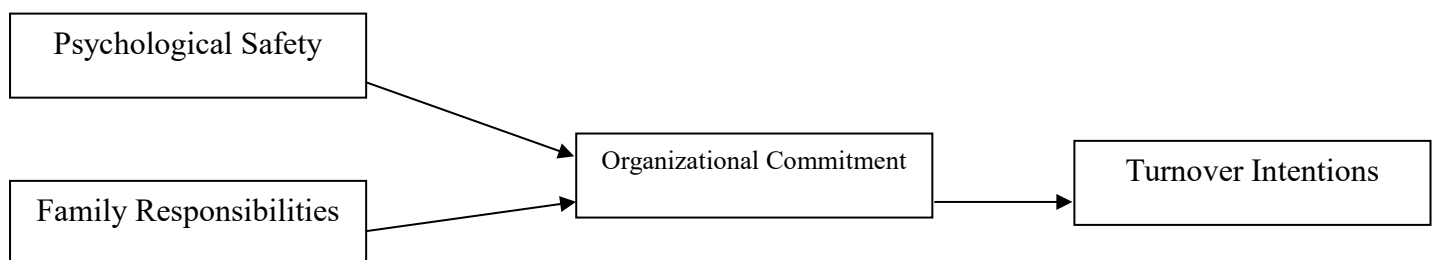 Psychological Safety
Organizational Commitment
Turnover Intentions
Family Responsibilities